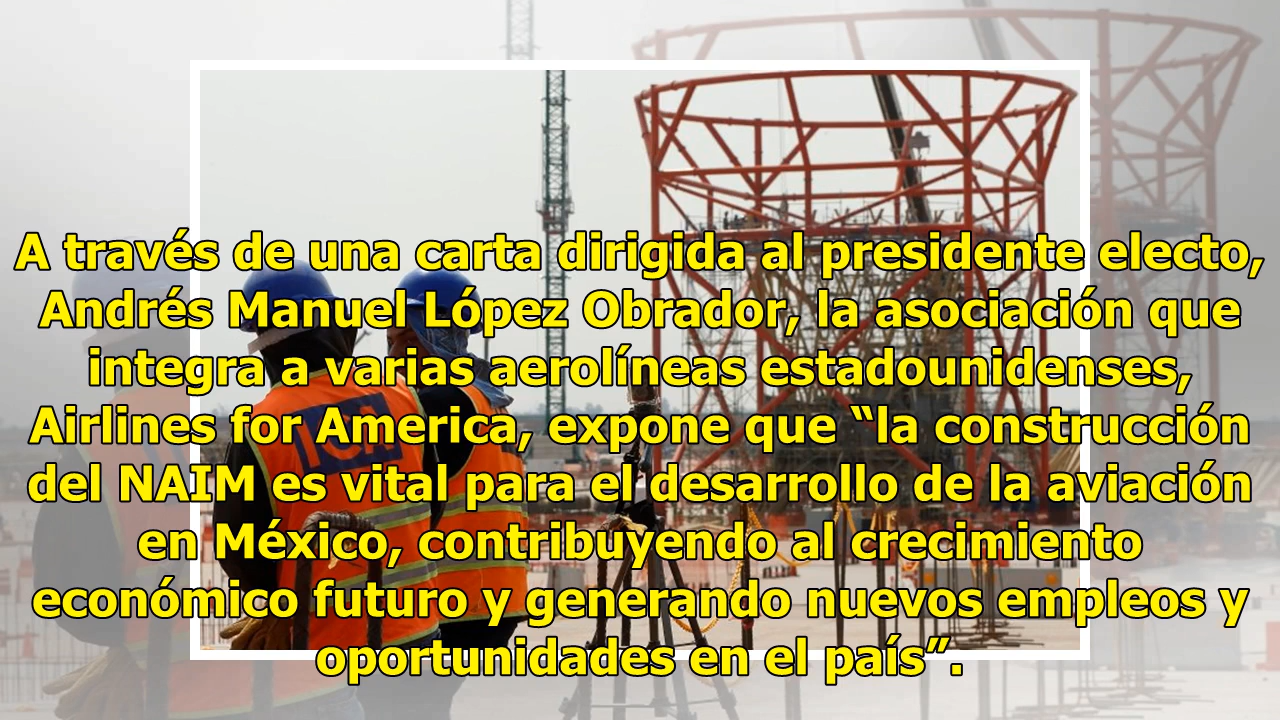 A través de una carta dirigida al presidente electo,
Andrés Manuel López Obrador, la asociación que
integra a varias aerolíneas estadounidenses,
Airlines for America, expone que “la construcción
del NAIM es vital para el desarrollo de la aviación
en México, contribuyendo al crecimiento
económico futuro y generando nuevos empleos y
oportunidades en el país”.
ICA